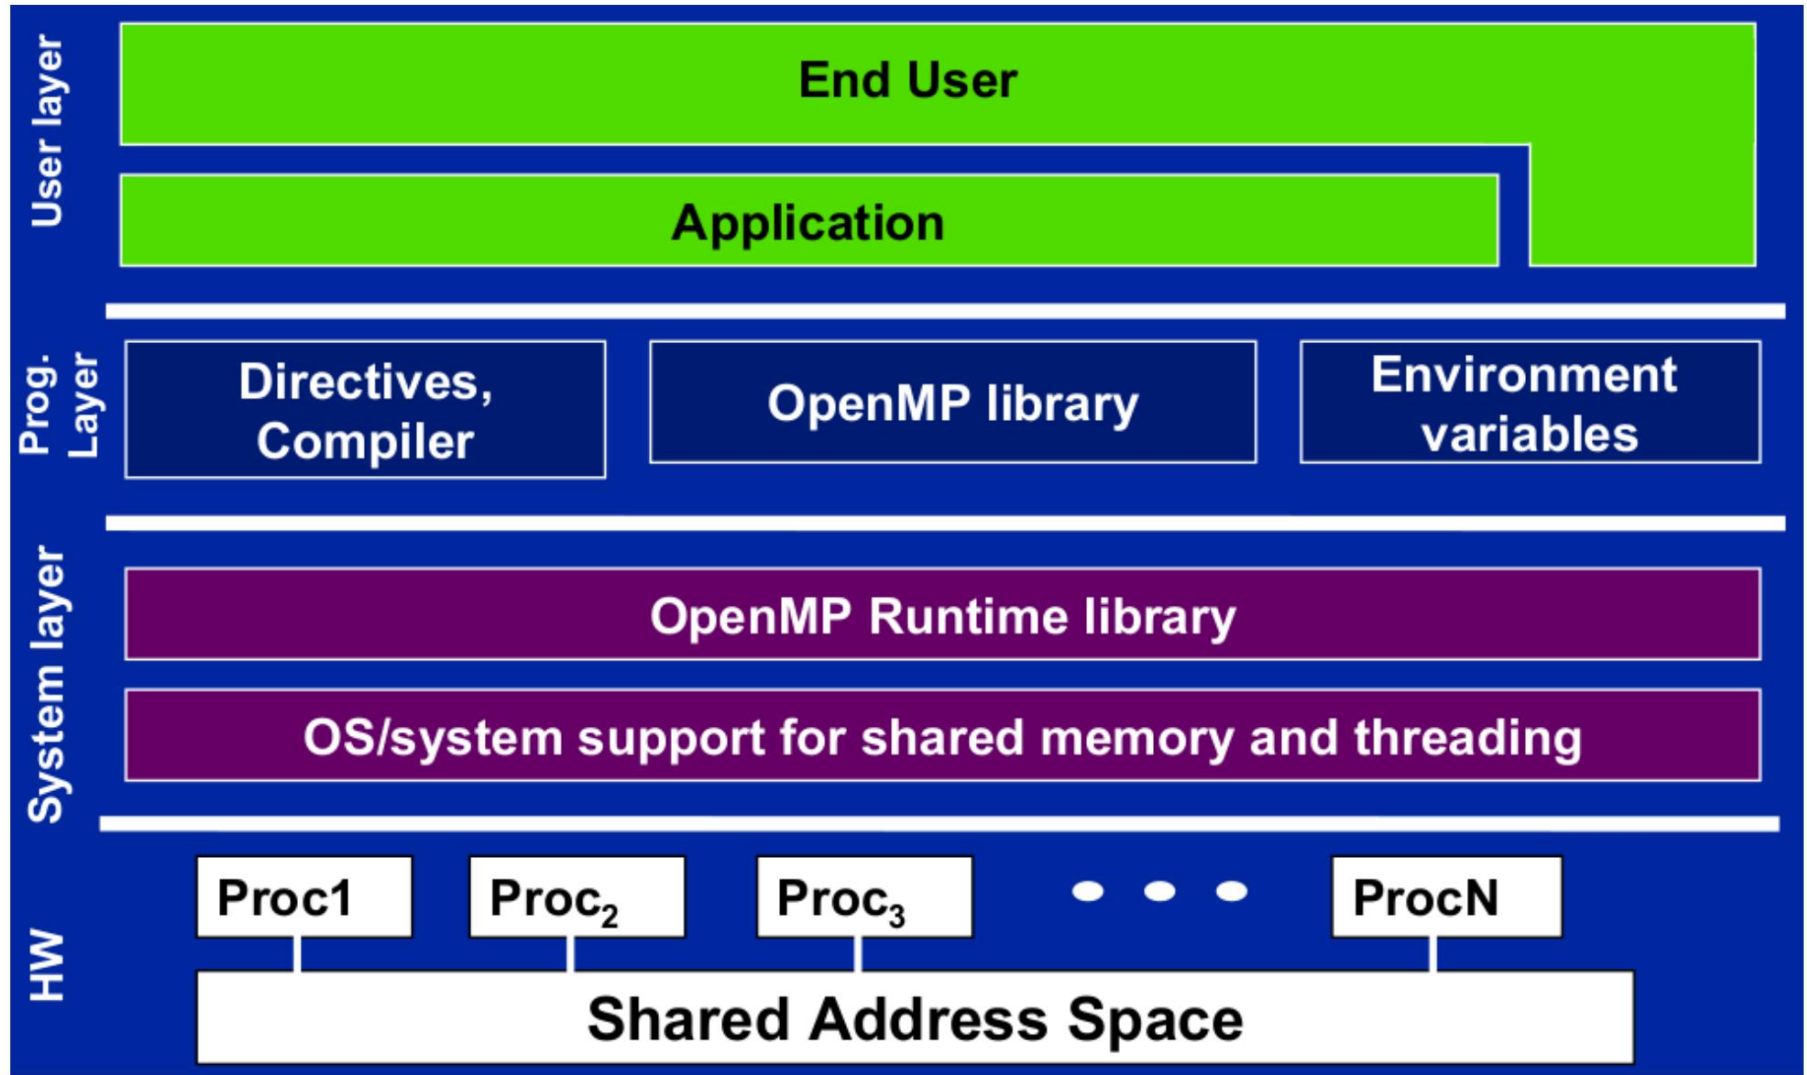 User layer
End User
Application
Prog.
Layer
Directives,
Compiler
OpenMP library
Environment
variables
System layer
OpenMP Runtime library
OS/system support for shared memory and threading
HW
Proc1
Proc₂
Proc₃
ProcN
Shared Address Space